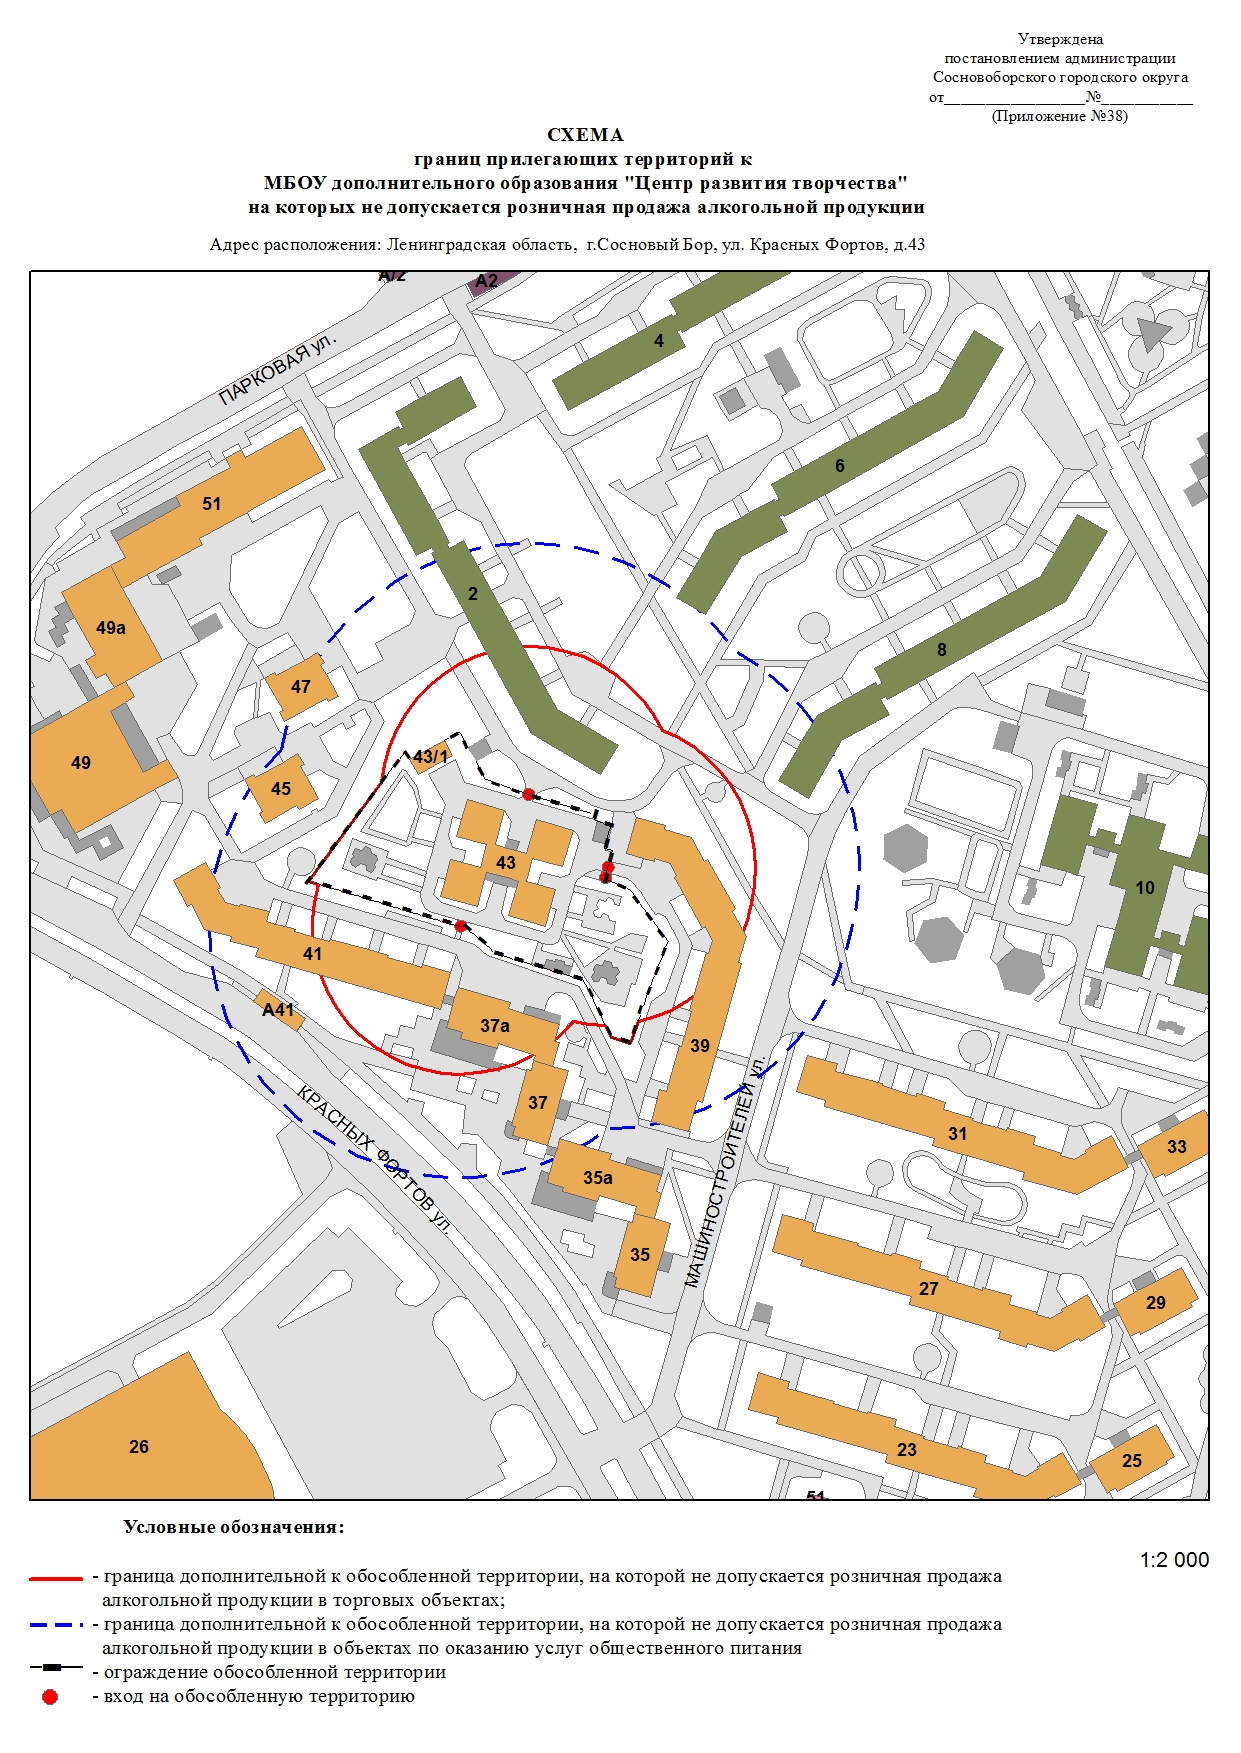 Утверждена
постановлением администрации
Сосновоборского городского округа
от_________________№___________
(Приложение №38)
СХЕМА
границ прилегающих территорий к
МБОУ дополнительного образования "Центр развития творчества"
на которых не допускается розничная продажа алкогольной продукции
Адрес расположения: Ленинградская область, г.Сосновый Бор, ул. Красных Фортов, д.43
А/2
А2
ПАРКОВАЯ ул.
4
6
51
2
8
49а
47
49
43/1
45
43
10
41
А41
37а
39
КРАСНЫХ ФОРТОВ ул.
37
МАШИНОСТРОИТЕЛЕЙ ул.
31
33
35а
35
27
29
26
23
25
51
Условные обозначения:
1:2 000
- граница дополнительной к обособленной территории, на которой не допускается розничная продажа
алкогольной продукции в торговых объектах;
- граница дополнительной к обособленной территории, на которой не допускается розничная продажа
алкогольной продукции в объектах по оказанию услуг общественного питания
- ограждение обособленной территории
- вход на обособленную территорию